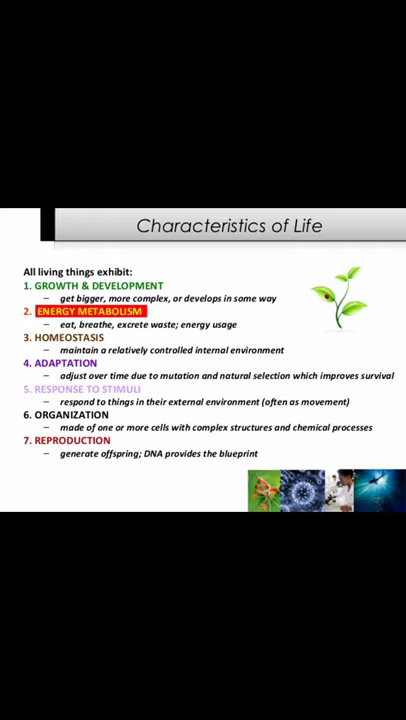 Characteristics of Life
All living things exhibit:
1. GROWTH & DEVELOPMENT
– get bigger, more complex, or develops in some way
2. ENERGY METABOLISM
– eat, breathe, excrete waste; energy usage
3. HOMEOSTASIS
– maintain a relatively controlled internal environment
4. ADAPTATION
– adjust over time due to mutation and natural selection which improves survival
5. RESPONSE TO STIMULI
– respond to things in their external environment (often as movement)
6. ORGANIZATION
– made of one or more cells with complex structures and chemical processes
7. REPRODUCTION
– generate offspring; DNA provides the blueprint